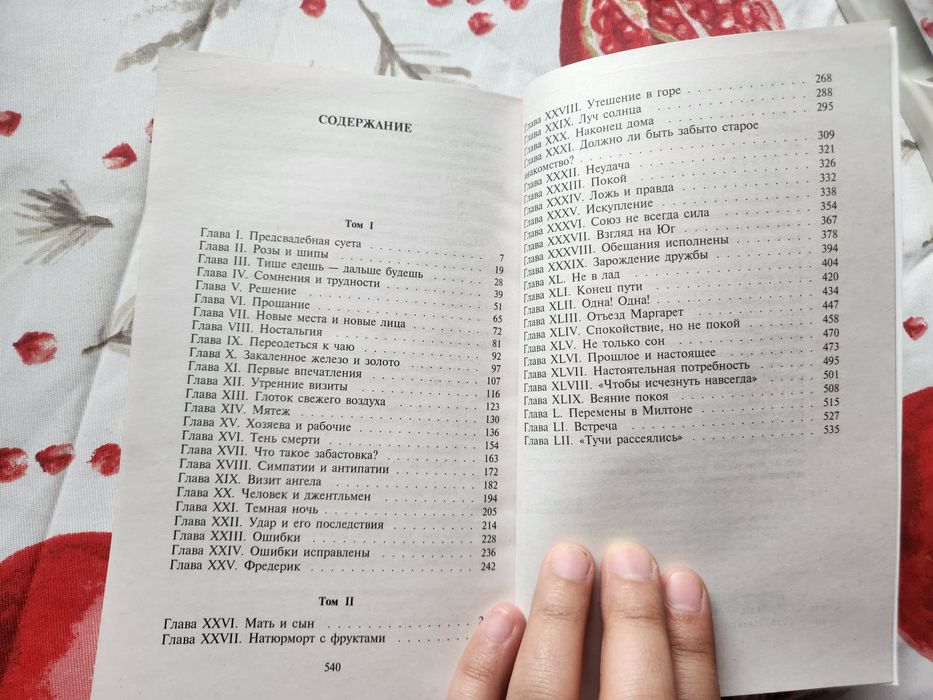 СОДЕРЖАНИЕ
Том I
Глава I. Предсвадебная суета . . . . . . . . . . 7
Глава II. Розы и шипы . . . . . . . . . . 19
Глава III. Тише едешь — дальше будешь . . . . . . . . . . 28
Глава IV. Сомнения и трудности . . . . . . . . . . 39
Глава V. Решение . . . . . . . . . . 51
Глава VI. Прощание . . . . . . . . . . 65
Глава VII. Новые места и новые лица . . . . . . . . . . 72
Глава VIII. Ностальгия . . . . . . . . . . 81
Глава IX. Переодеться к чаю . . . . . . . . . . 92
Глава X. Закаленное железо и золото . . . . . . . . . . 97
Глава XI. Первые впечатления . . . . . . . . . . 107
Глава XII. Утренние визиты . . . . . . . . . . 116
Глава XIII. Глоток свежего воздуха . . . . . . . . . . 123
Глава XIV. Мятеж . . . . . . . . . . 130
Глава XV. Хозяева и рабочие . . . . . . . . . . 136
Глава XVI. Тень смерти . . . . . . . . . . 154
Глава XVII. Что такое забастовка? . . . . . . . . . . 163
Глава XVIII. Симпатии и антипатии . . . . . . . . . . 172
Глава XIX. Визит ангела . . . . . . . . . . 182
Глава XX. Человек и джентльмен . . . . . . . . . . 194
Глава XXI. Темная ночь . . . . . . . . . . 205
Глава XXII. Удар и его последствия . . . . . . . . . . 214
Глава XXIII. Ошибки . . . . . . . . . . 228
Глава XXIV. Ошибки исправлены . . . . . . . . . . 236
Глава XXV. Фредерик . . . . . . . . . . 242
Том II
Глава XXVI. Мать и сын . . . . . . . . . .
Глава XXVII. Натюрморт с фруктами . . . . . . . . . .
540
Глава XXVIII. Утешение в горе . . . . . . . . . . 268
Глава XXIX. Луч солнца . . . . . . . . . . 288
Глава XXX. Наконец дома . . . . . . . . . . 295
Глава XXXI. Должно ли быть забыто старое
знакомство? . . . . . . . . . . 309
Глава XXXII. Неудача . . . . . . . . . . 321
Глава XXXIII. Покой . . . . . . . . . . 326
Глава XXXIV. Ложь и правда . . . . . . . . . . 332
Глава XXXV. Искупление . . . . . . . . . . 338
Глава XXXVI. Союз не всегда сила . . . . . . . . . . 354
Глава XXXVII. Взгляд на Юг . . . . . . . . . . 367
Глава XXXVIII. Обещания исполнены . . . . . . . . . . 378
Глава XXXIX. Зарождение дружбы . . . . . . . . . . 394
Глава XL. Не в лад . . . . . . . . . . 404
Глава XLI. Конец пути . . . . . . . . . . 420
Глава XLII. Одна! Одна! . . . . . . . . . . 434
Глава XLIII. Отъезд Маргарет . . . . . . . . . . 447
Глава XLIV. Спокойствие, но не покой . . . . . . . . . . 458
Глава XLV. Не только сон . . . . . . . . . . 470
Глава XLVI. Прошлое и настоящее . . . . . . . . . . 473
Глава XLVII. Настоятельная потребность . . . . . . . . . . 495
Глава XLVIII. «Чтобы исчезнуть навсегда» . . . . . . . . . . 501
Глава XLIX. Веяние покоя . . . . . . . . . . 508
Глава L. Перемены в Милтоне . . . . . . . . . . 515
Глава LI. Встреча . . . . . . . . . . 527
Глава LII. «Тучи рассеялись» . . . . . . . . . . 535